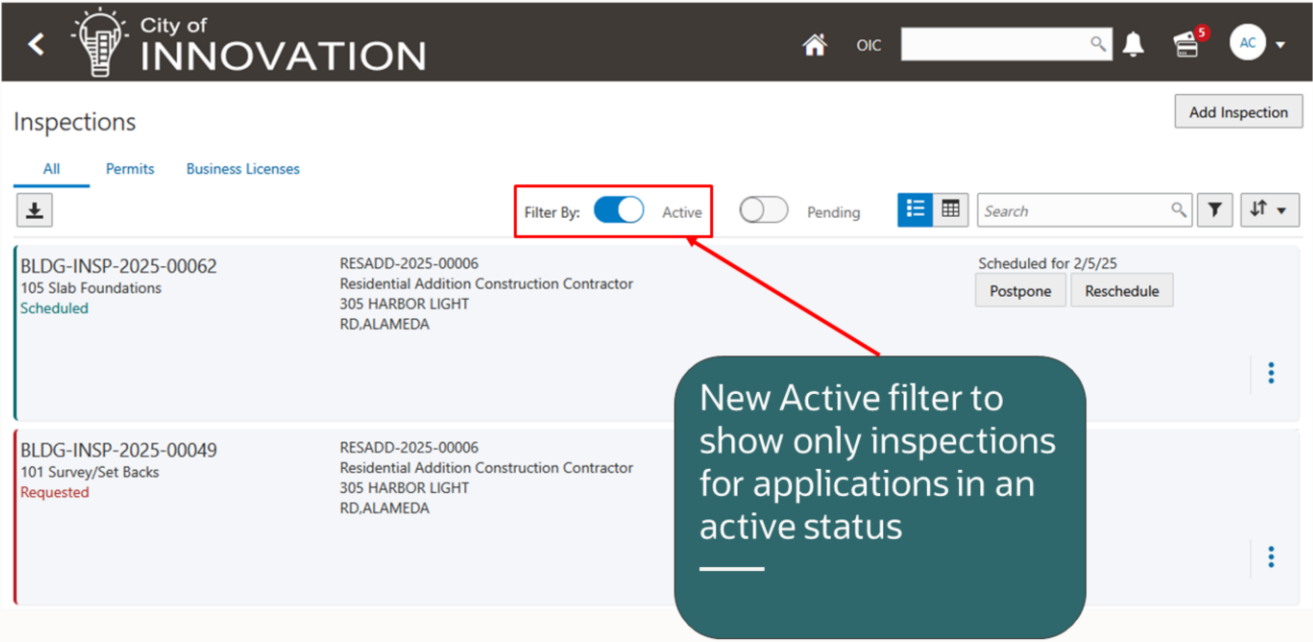 City of
INNOVATION
OIC
5
AC
Inspections
Add Inspection
All Permits Business Licenses
Filter By: Active Pending Search
BLDG-INSP-2025-00062
105 Slab Foundations
Scheduled
RESADD-2025-00006
Residential Addition Construction Contractor
305 HARBOR LIGHT
RD,ALAMEDA
Scheduled for 2/5/25
Postpone Reschedule
BLDG-INSP-2025-00049
101 Survey/Set Backs
Requested
RESADD-2025-00006
Residential Addition Construction Contractor
305 HARBOR LIGHT
RD,ALAMEDA
New Active filter to
show only inspections
for applications in an
active status